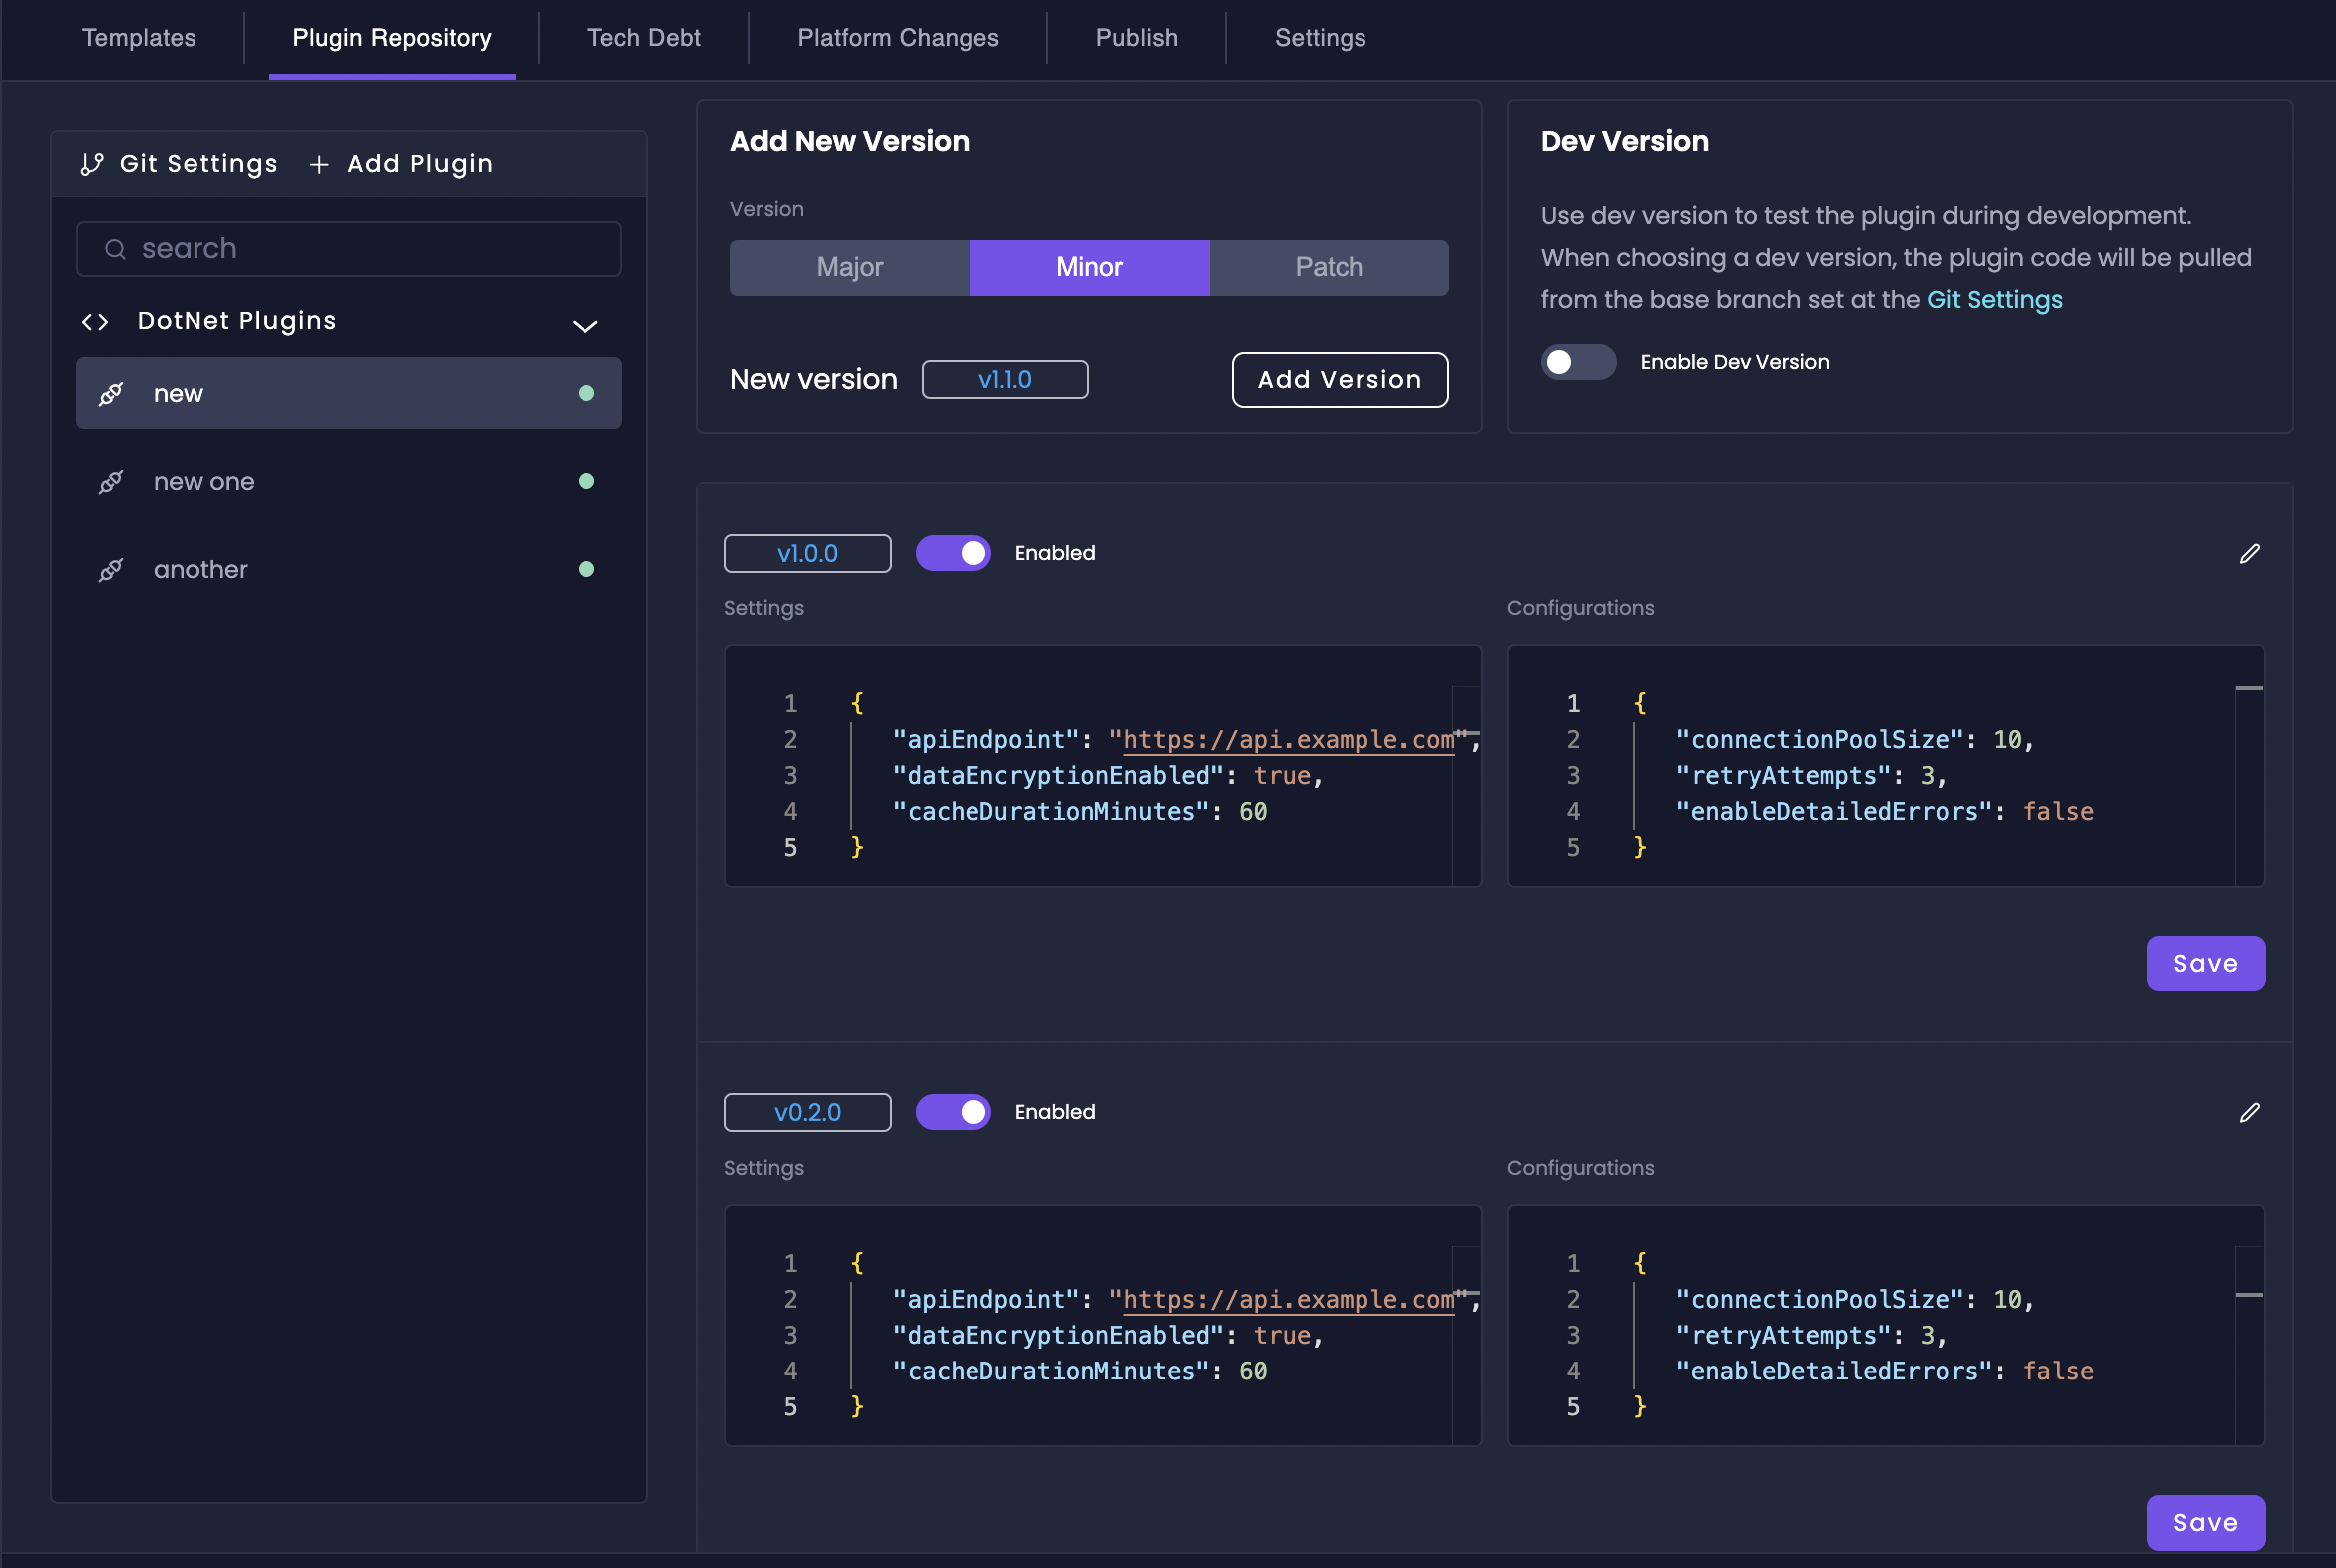 Templates
Plugin Repository
Tech Debt
Platform Changes
Publish
Settings
Git Settings
Add Plugin
search
DotNet Plugins
new
new one
another
Add New Version
Version
Major
Minor
Patch
New version
v1.1.0
Add Version
Dev Version
Use dev version to test the plugin during development.
When choosing a dev version, the plugin code will be pulled
from the base branch set at the Git Settings
Enable Dev Version
v1.0.0
Enabled
Settings
1 {
2 "apiEndpoint": "https://api.example.com",
3 "dataEncryptionEnabled": true,
4 "cacheDurationMinutes": 60
5 }
Configurations
1 {
2 "connectionPoolSize": 10,
3 "retryAttempts": 3,
4 "enableDetailedErrors": false
5 }
Save
v0.2.0
Enabled
Settings
1 {
2 "apiEndpoint": "https://api.example.com",
3 "dataEncryptionEnabled": true,
4 "cacheDurationMinutes": 60
5 }
Configurations
1 {
2 "connectionPoolSize": 10,
3 "retryAttempts": 3,
4 "enableDetailedErrors": false
5 }
Save